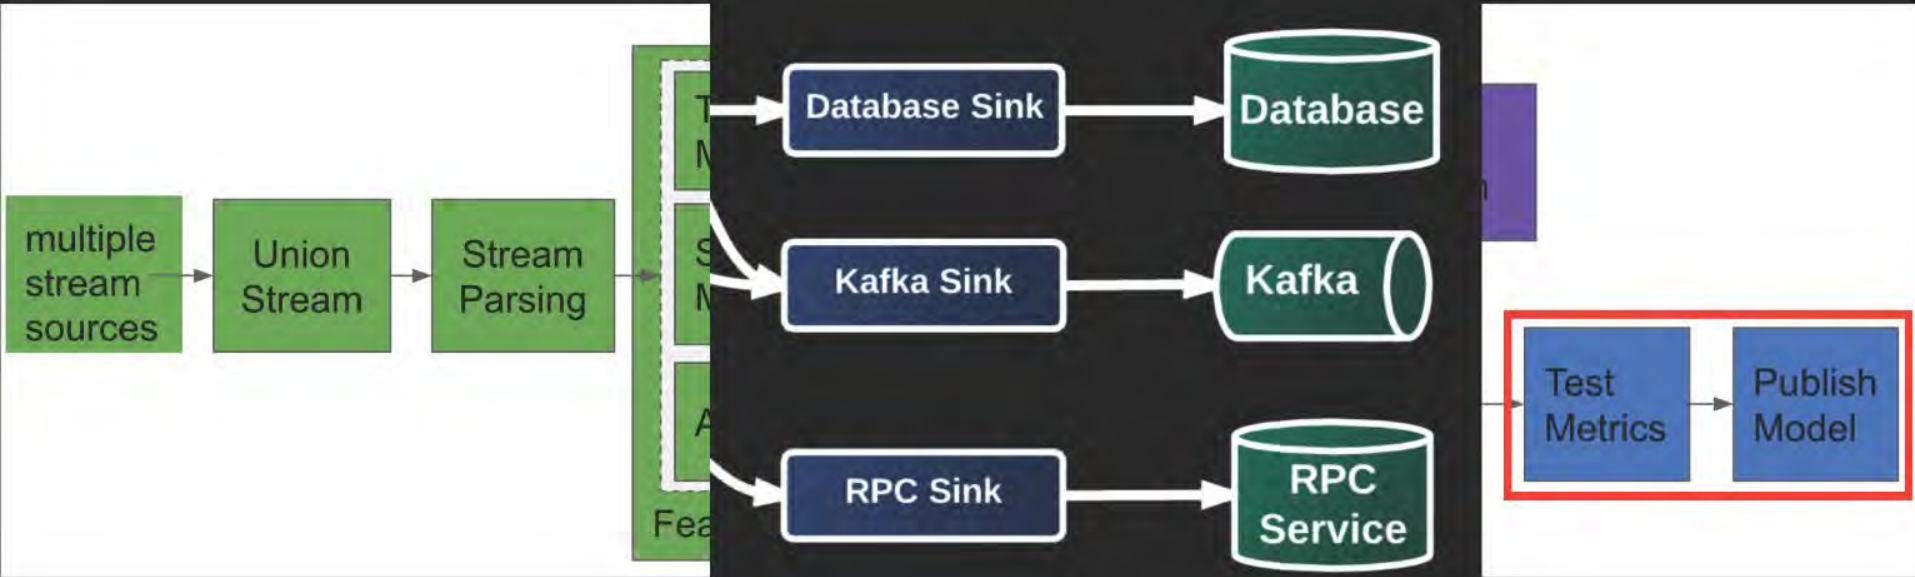 multiple
stream
sources
Union
Stream
Stream
Parsing
Database Sink
Database
Kafka Sink
Kafka
RPC Sink
RPC
Service
Test
Metrics
Publish
Model